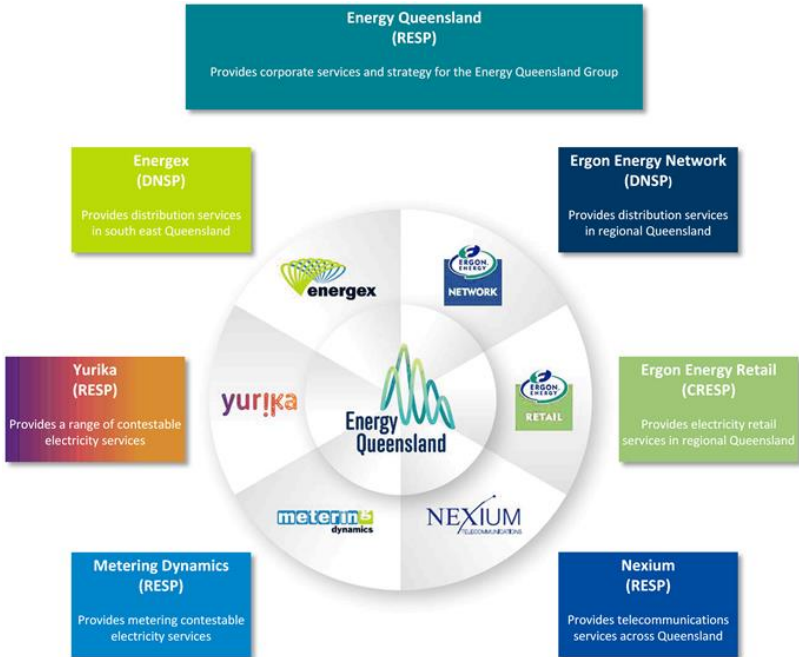 Energy Queensland
(RESP)
Provides corporate services and strategy for the Energy Queensland Group
Energex
(DNSP)
Provides distribution services
in south east Queensland
Ergon Energy Network
(DNSP)
Provides distribution services
in regional Queensland
energex
ERGON.
ENERGY
NETWORK
Yurika
(RESP)
Provides a range of contestable
electricity services
yurika
Energy
Queensland
ERGON.
ENERGY
RETAIL
Ergon Energy Retail
(CRESP)
Provides electricity retail
services in regional Queensland
metering
dynamics
NEXIUM
TELECOMMUNICATIONS
Metering Dynamics
(RESP)
Provides metering contestable
electricity services
Nexium
(RESP)
Provides telecommunications
services across Queensland